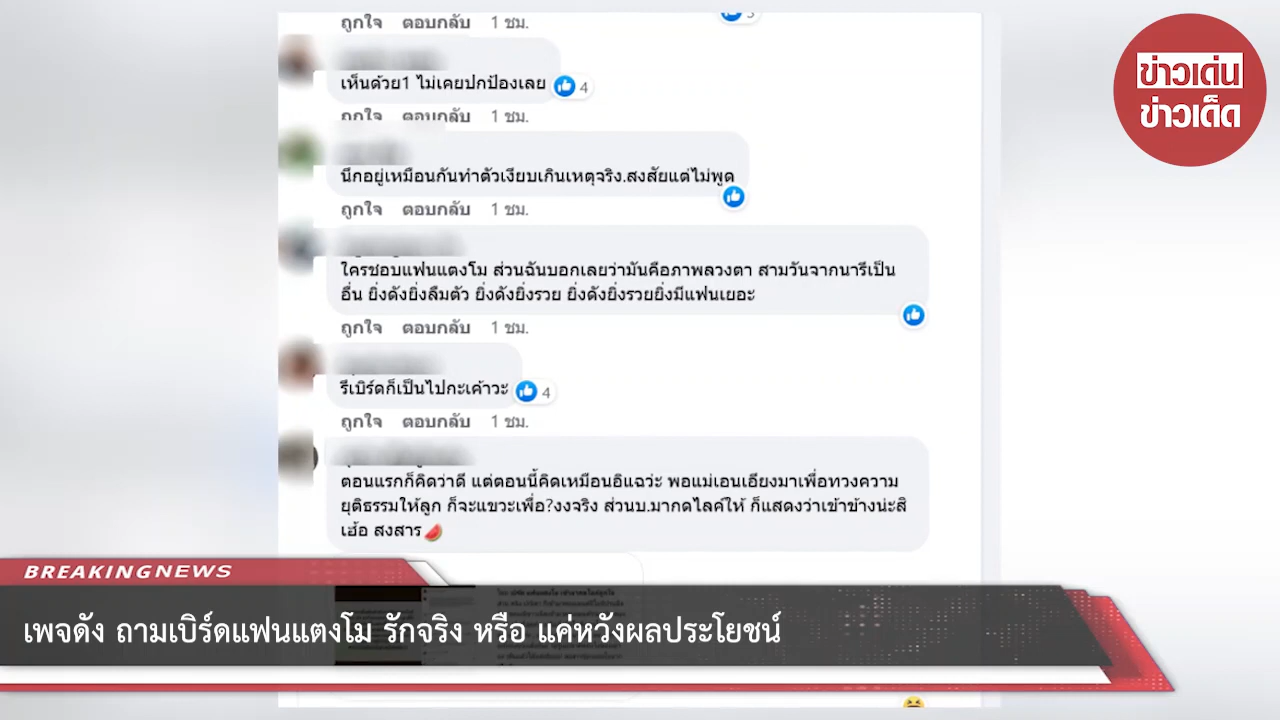 ถูกใจ ตอบกลับ 1 ชม.
ข่าวเด่น
ข่าวเด็ด
เห็นด้วย1 ไม่เคยปกป้องเลย
4
ถูกใจ ตอบกลับ 1 ชม.
นึกอยู่เหมือนกันทำตัวเงียบเกินเหตุจริง.สงสัยแต่ไม่พูด
ถูกใจ ตอบกลับ 1 ชม.
ใครชอบแฟนแตงโม ส่วนฉันบอกเลยว่ามันคือภาพลวงตา สามวันจากนารีเป็น
อื่น ยิ่งดังยิ่งลืมตัว ยิ่งดังยิ่งรวย ยิ่งดังยิ่งรวยยิ่งมีแฟนเยอะ
ถูกใจ ตอบกลับ 1 ชม.
รึเบิร์ดก็เป็นไปกะเค้าวะ
4
ถูกใจ ตอบกลับ 1 ชม.
ตอนแรกก็คิดว่าดี แต่ตอนนี้คิดเหมือนอิแฉว่ะ พอแม่เอนเอียงมาเพื่อทวงความ
ยุติธรรมให้ลูก ก็จะแขวะเพื่อ?งงจริง ส่วนบ.มากดไลค์ให้ ก็แสดงว่าเข้าข้างน่ะสิ
เฮ้อ สงสาร🍉
BREAKING NEWS
เพจดัง ถามเบิร์ดแฟนแตงโม รักจริง หรือ แค่หวังผลประโยชน์